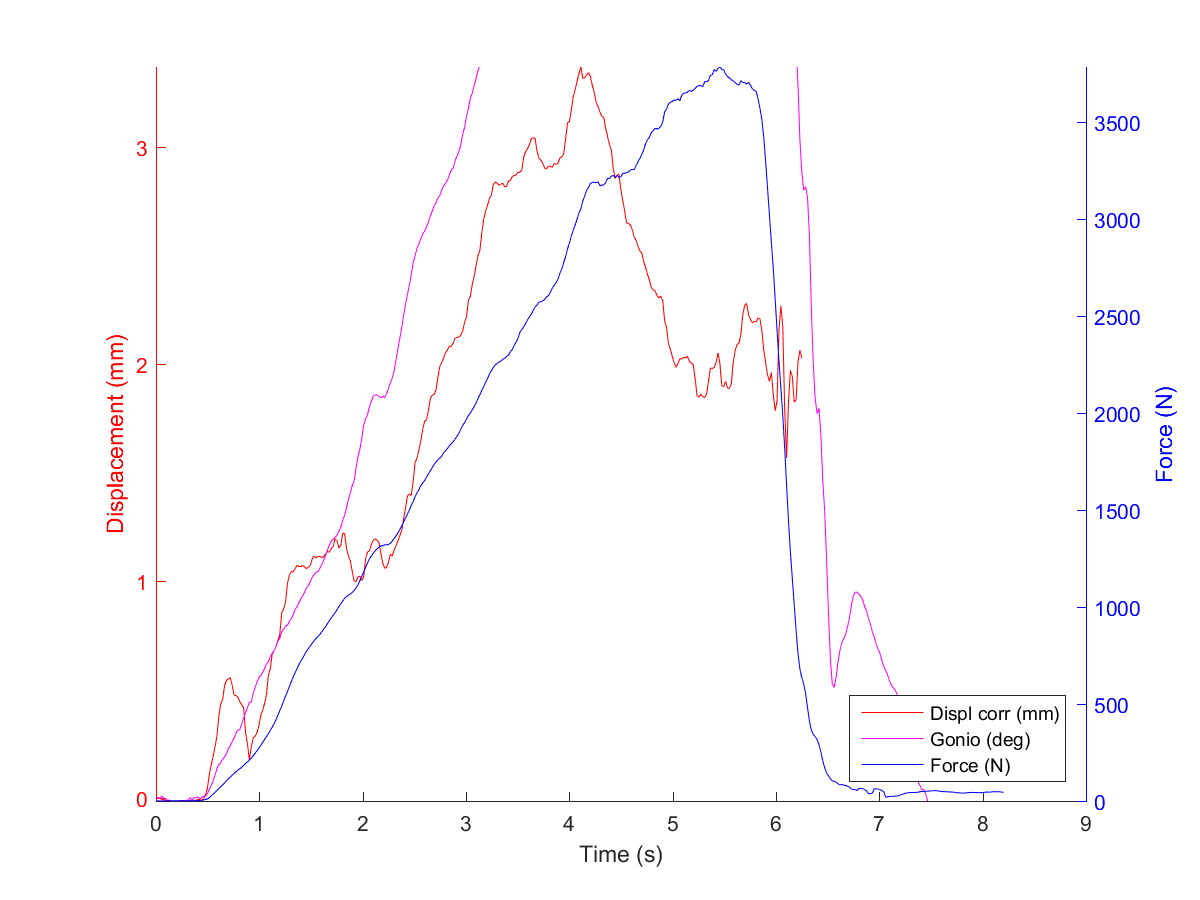 3
2
1
0
Displacement (mm)
3500
3000
2500
2000
1500
1000
500
0
Force (N)
Displ corr (mm)
Gonio (deg)
Force (N)
0 1 2 3 4 5 6 7 8 9
Time (s)